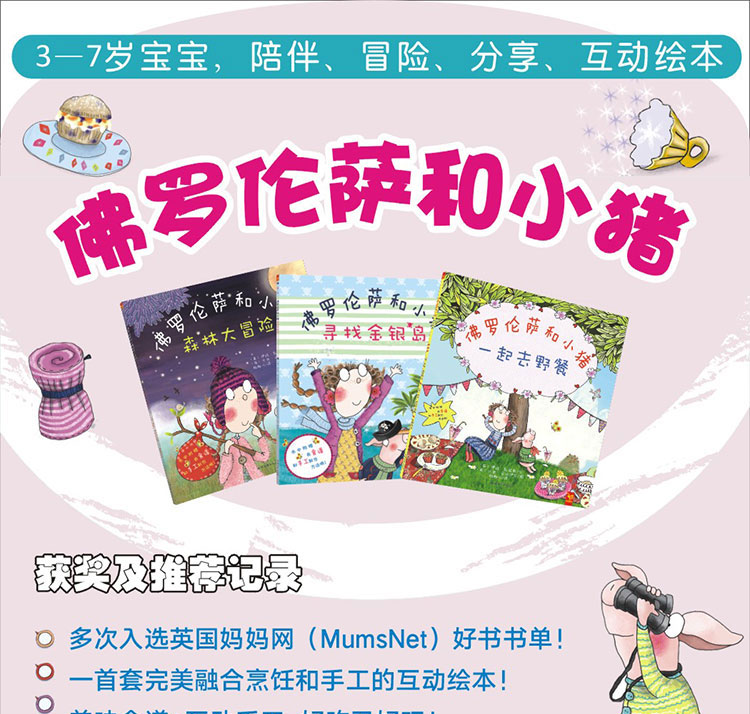 3—7岁宝宝，陪伴、冒险、分享、互动绘本
佛罗伦萨和小猪
佛罗伦萨和小
森林大冒险
佛罗伦萨和小
寻找金银岛
佛罗伦萨和小猪
一起去野餐
获奖及推荐记录
多次入选英国妈妈网（MumsNet）好书书单！
一首套完美融合烹饪和手工的互动绘本！